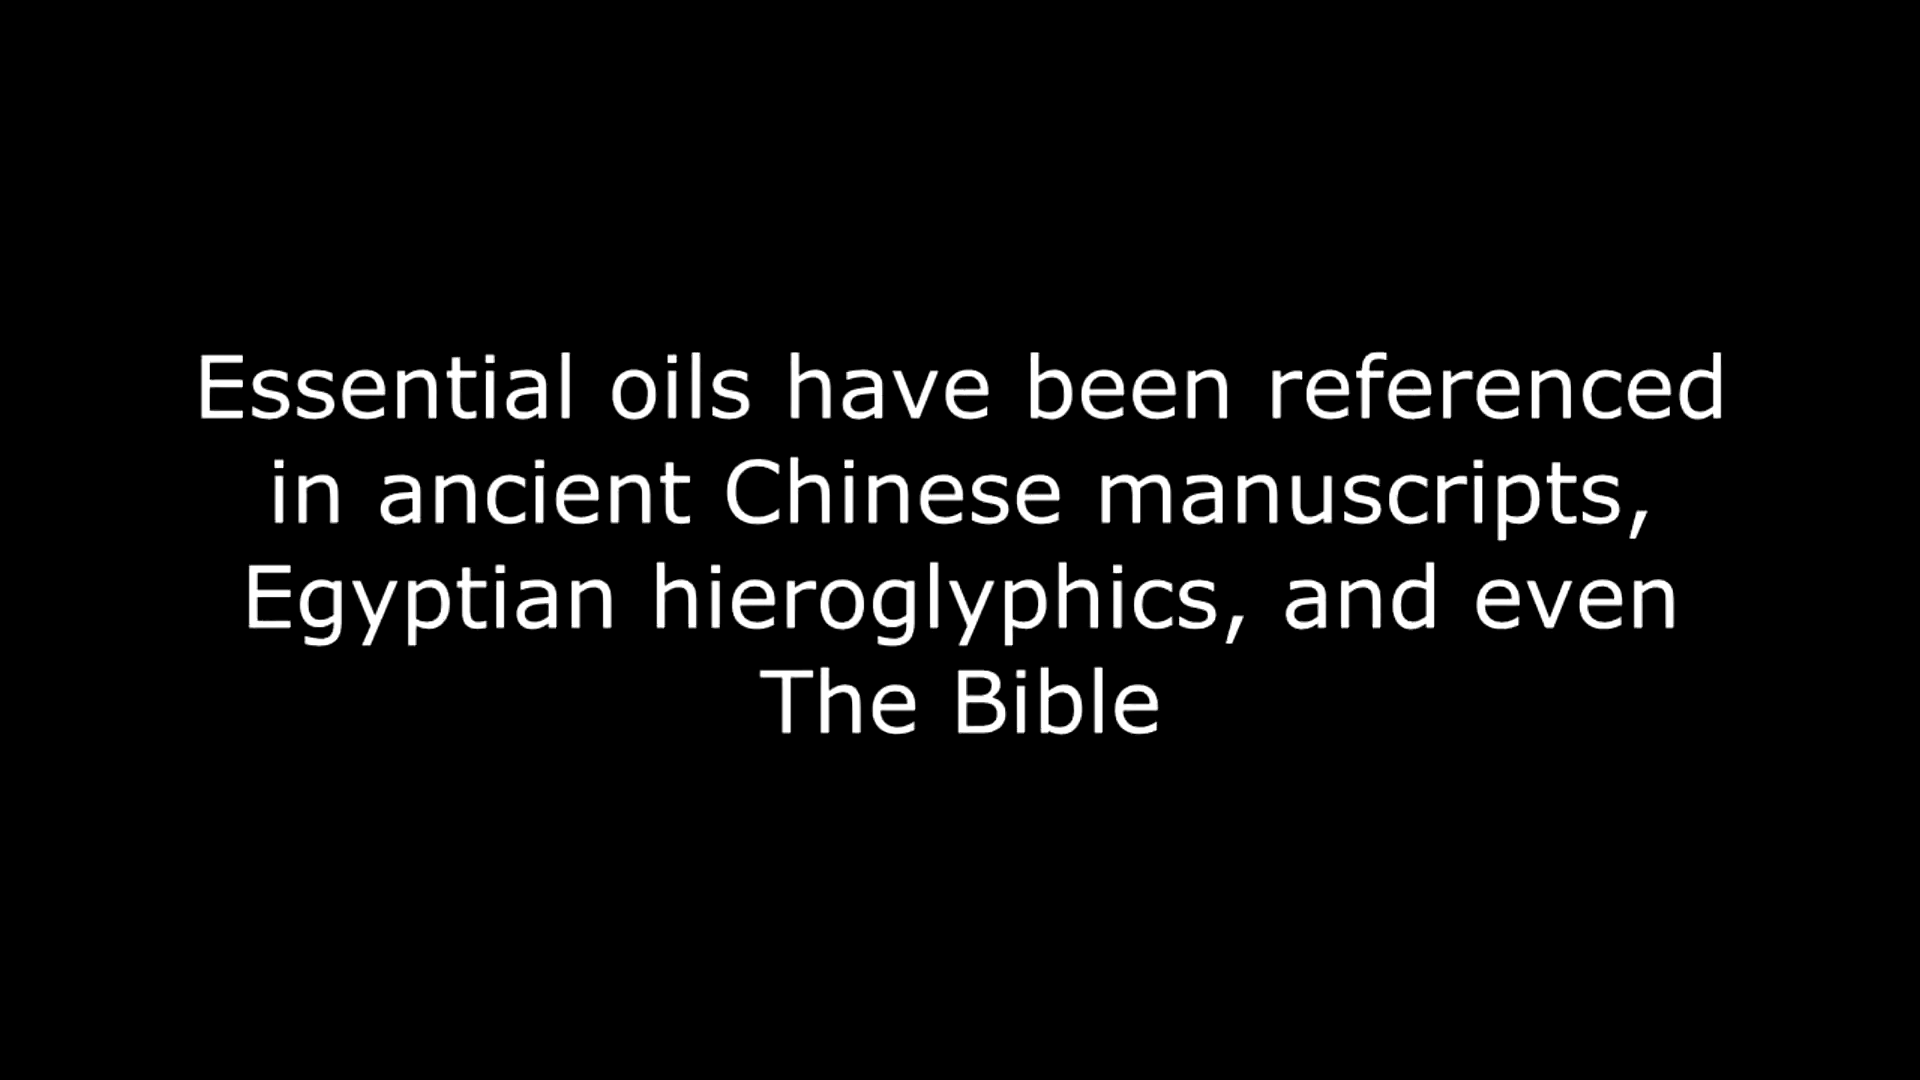 Essential oils have been referenced
in ancient Chinese manuscripts,
Egyptian hieroglyphics, and even
The Bible